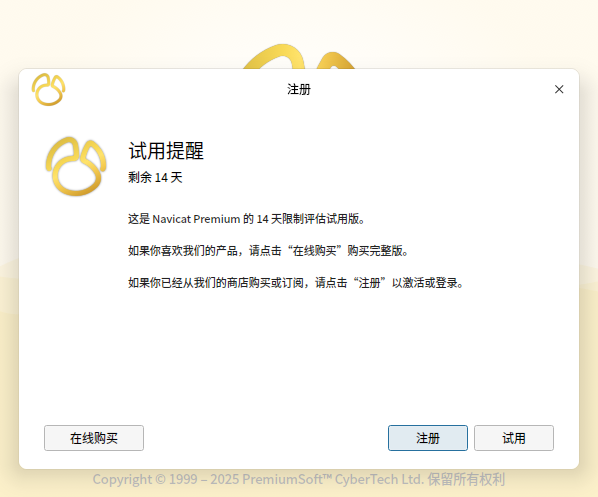 注册
试用提醒
剩余 14 天
这是 Navicat Premium 的 14 天限制评估试用版。
如果你喜欢我们的产品，请点击“在线购买”购买完整版。
如果你已经从我们的商店购买或订阅，请点击“注册”以激活或登录。
在线购买
注册
试用
Copyright © 1999 – 2025 PremiumSoft™ CyberTech Ltd. 保留所有权利